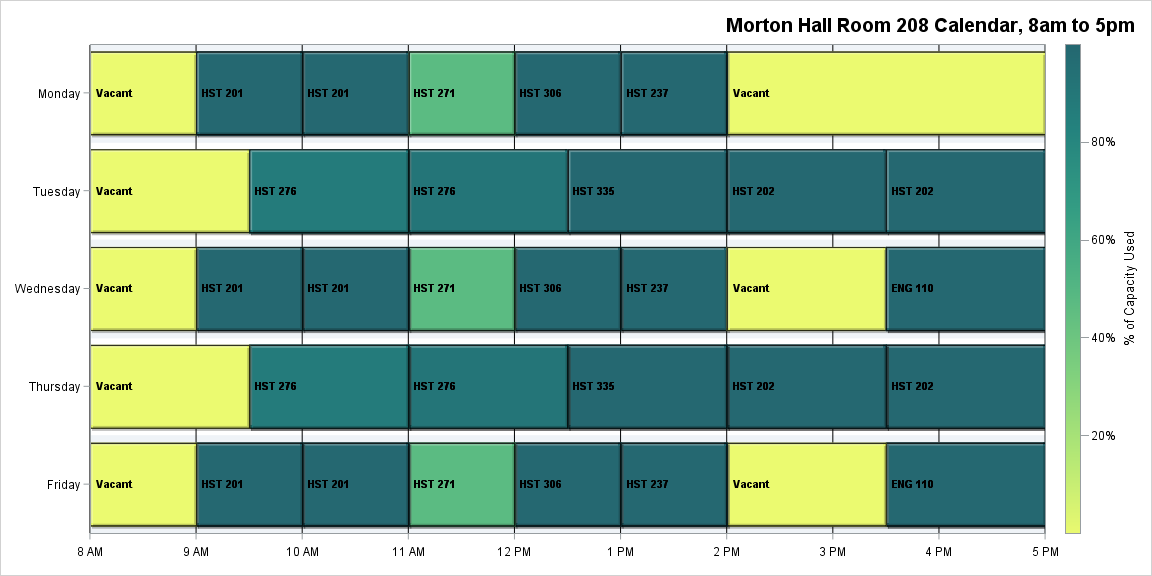 Morton Hall Room 208 Calendar, 8am to 5pm
Monday
Vacant
HST 201
HST 201
HST 271
HST 306
HST 237
Vacant
Tuesday
Vacant
HST 276
HST 276
HST 335
HST 202
HST 202
Wednesday
Vacant
HST 201
HST 201
HST 271
HST 306
HST 237
Vacant
ENG 110
Thursday
Vacant
HST 276
HST 276
HST 335
HST 202
HST 202
Friday
Vacant
HST 201
HST 201
HST 271
HST 306
HST 237
Vacant
ENG 110
8 AM
9 AM
10 AM
11 AM
12 PM
1 PM
2 PM
3 PM
4 PM
5 PM
80%
60%
40%
20%
% of Capacity Used